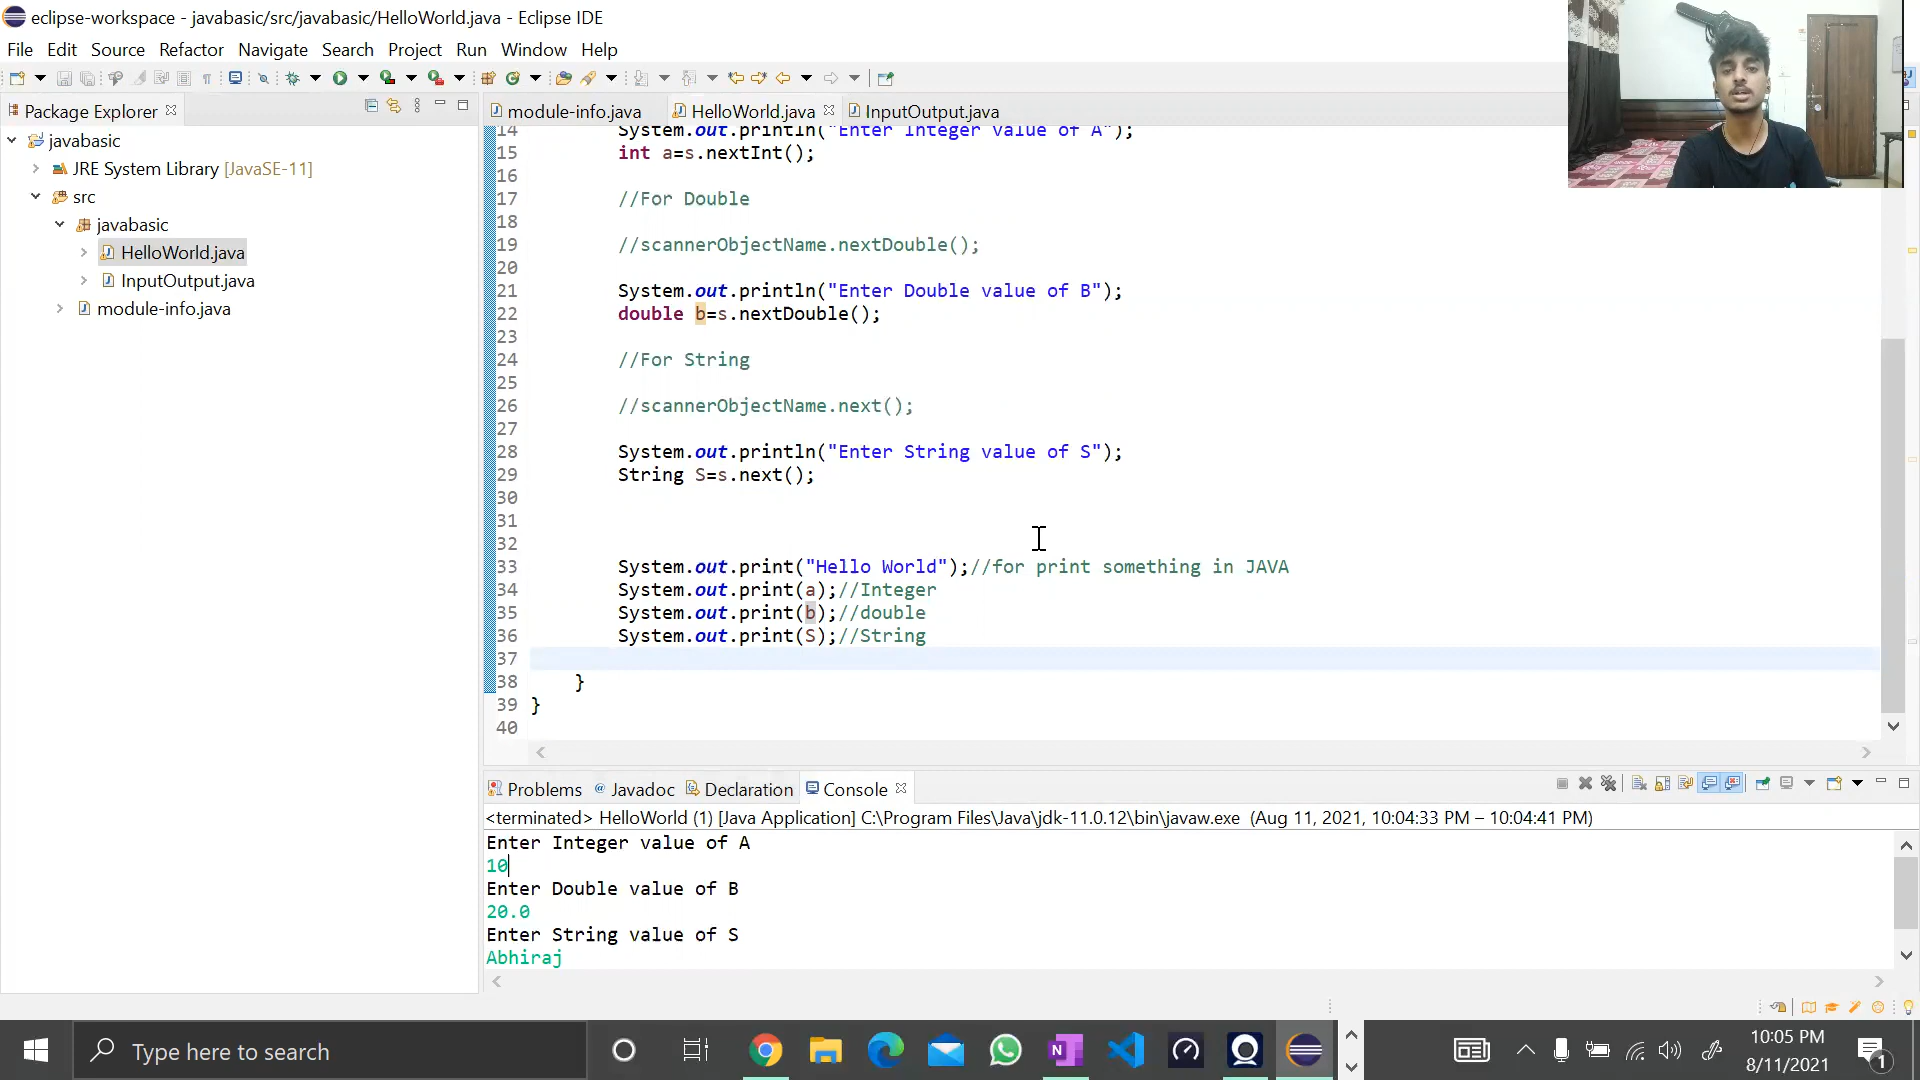 eclipse-workspace - javabasic/src/javabasic/HelloWorld.java - Eclipse IDE
File Edit Source Refactor Navigate Search Project Run Window Help
Package Explorer
module-info.java HelloWorld.java InputOutput.java
javabasic
JRE System Library [JavaSE-11]
src
javabasic
HelloWorld.java
InputOutput.java
module-info.java
14 System.out.println("Enter Integer value of A");
15 int a=s.nextInt();
16
17 //For Double
18
19 //scannerObjectName.nextDouble();
20
21 System.out.println("Enter Double value of B");
22 double b=s.nextDouble();
23
24 //For String
25
26 //scannerObjectName.next();
27
28 System.out.println("Enter String value of S");
29 String S=s.next();
30
31
32
33 System.out.print("Hello World");//for print something in JAVA
34 System.out.print(a);//Integer
35 System.out.print(b);//double
36 System.out.print(S);//String
37
38 }
39 }
40
Problems @ Javadoc Declaration Console
<terminated> HelloWorld (1) [Java Application] C:\Program Files\Java\jdk-11.0.12\bin\javaw.exe (Aug 11, 2021, 10:04:33 PM – 10:04:41 PM)
Enter Integer value of A
10
Enter Double value of B
20.0
Enter String value of S
Abhiraj
Type here to search
10:05 PM
8/11/2021
1